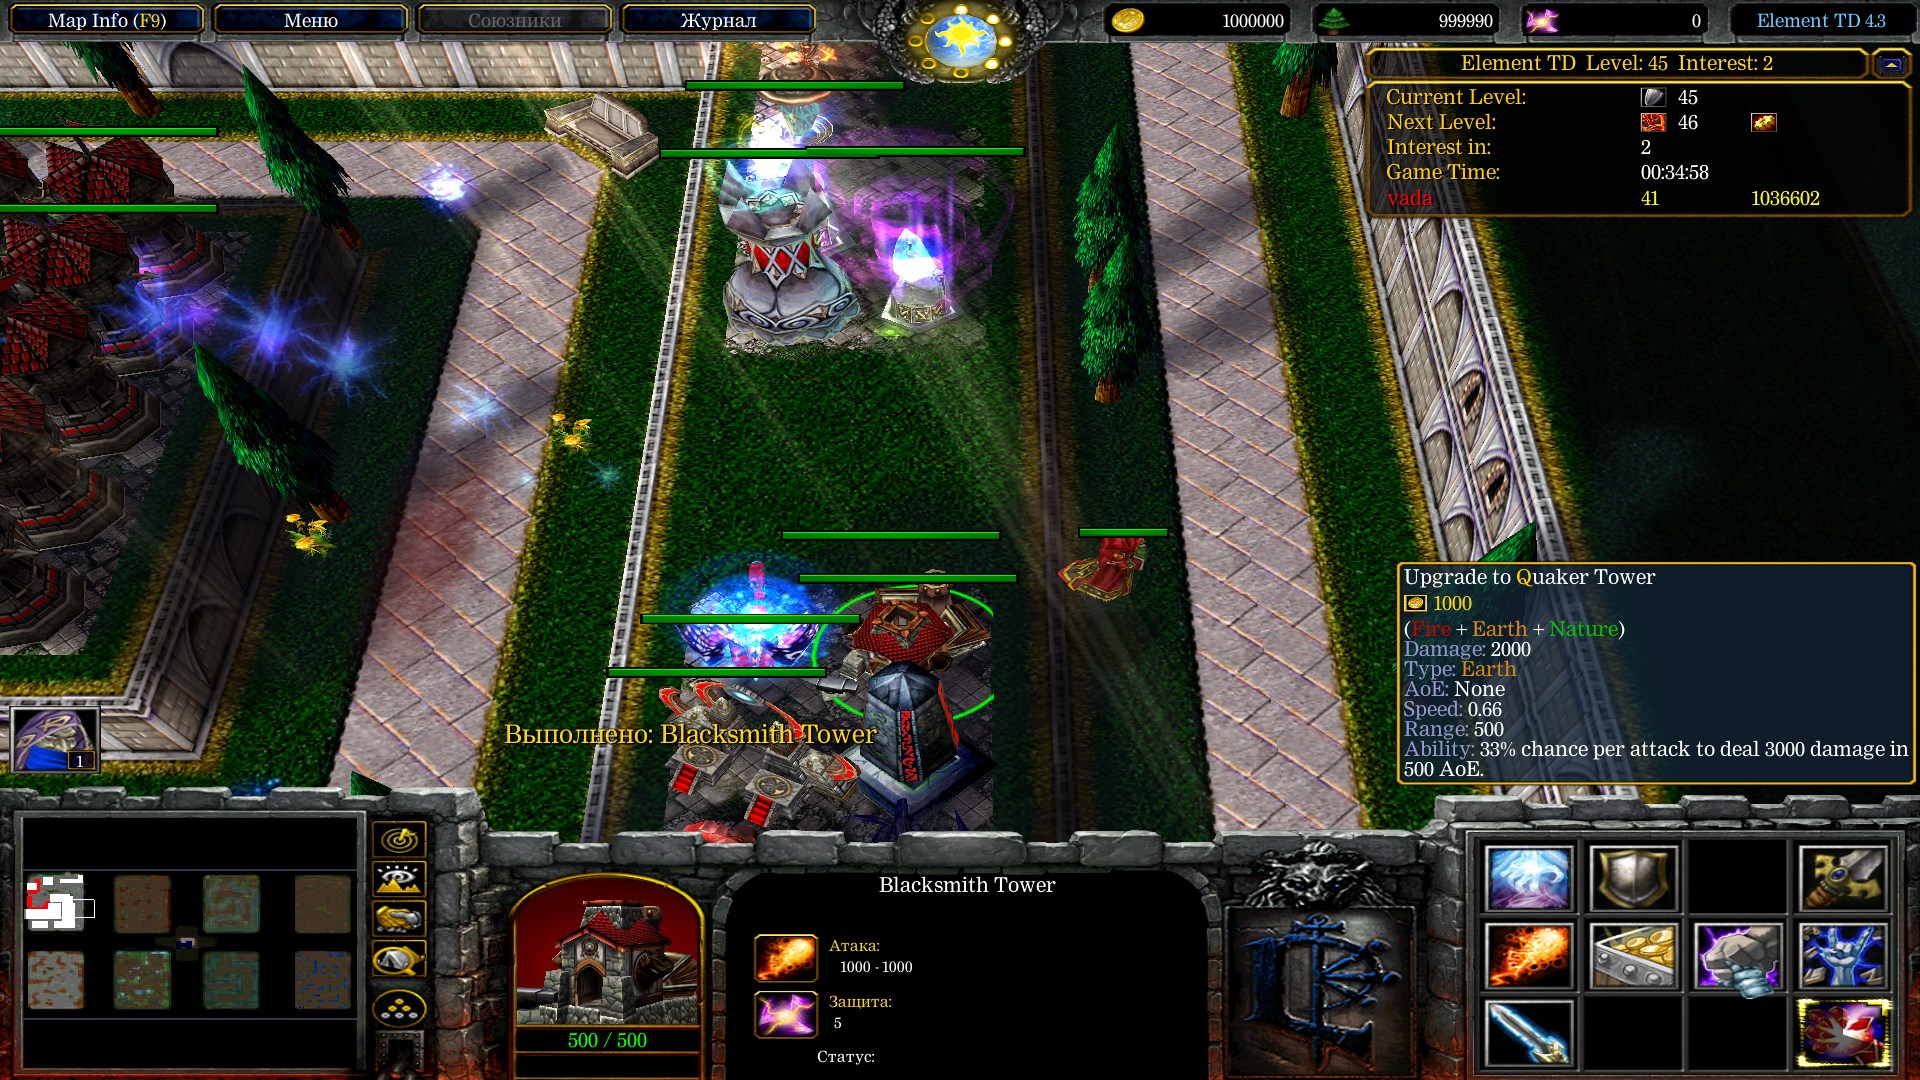 Map Info (F9)
Меню
Союзники
Журнал
1000000
999990
0
Element TD 4.3
Element TD Level: 45 Interest: 2
Current Level: 45
Next Level: 46
Interest in: 2
Game Time: 00:34:58
vada 41 1036602
Upgrade to Quaker Tower
1000
(Fire + Earth + Nature)
Damage: 2000
Type: Earth
AoE: None
Speed: 0.66
Range: 500
Ability: 33% chance per attack to deal 3000 damage in
500 AoE.
Выполнено: Blacksmith Tower
1
Blacksmith Tower
Атака:
1000 - 1000
Защита:
5
Статус:
500 / 500